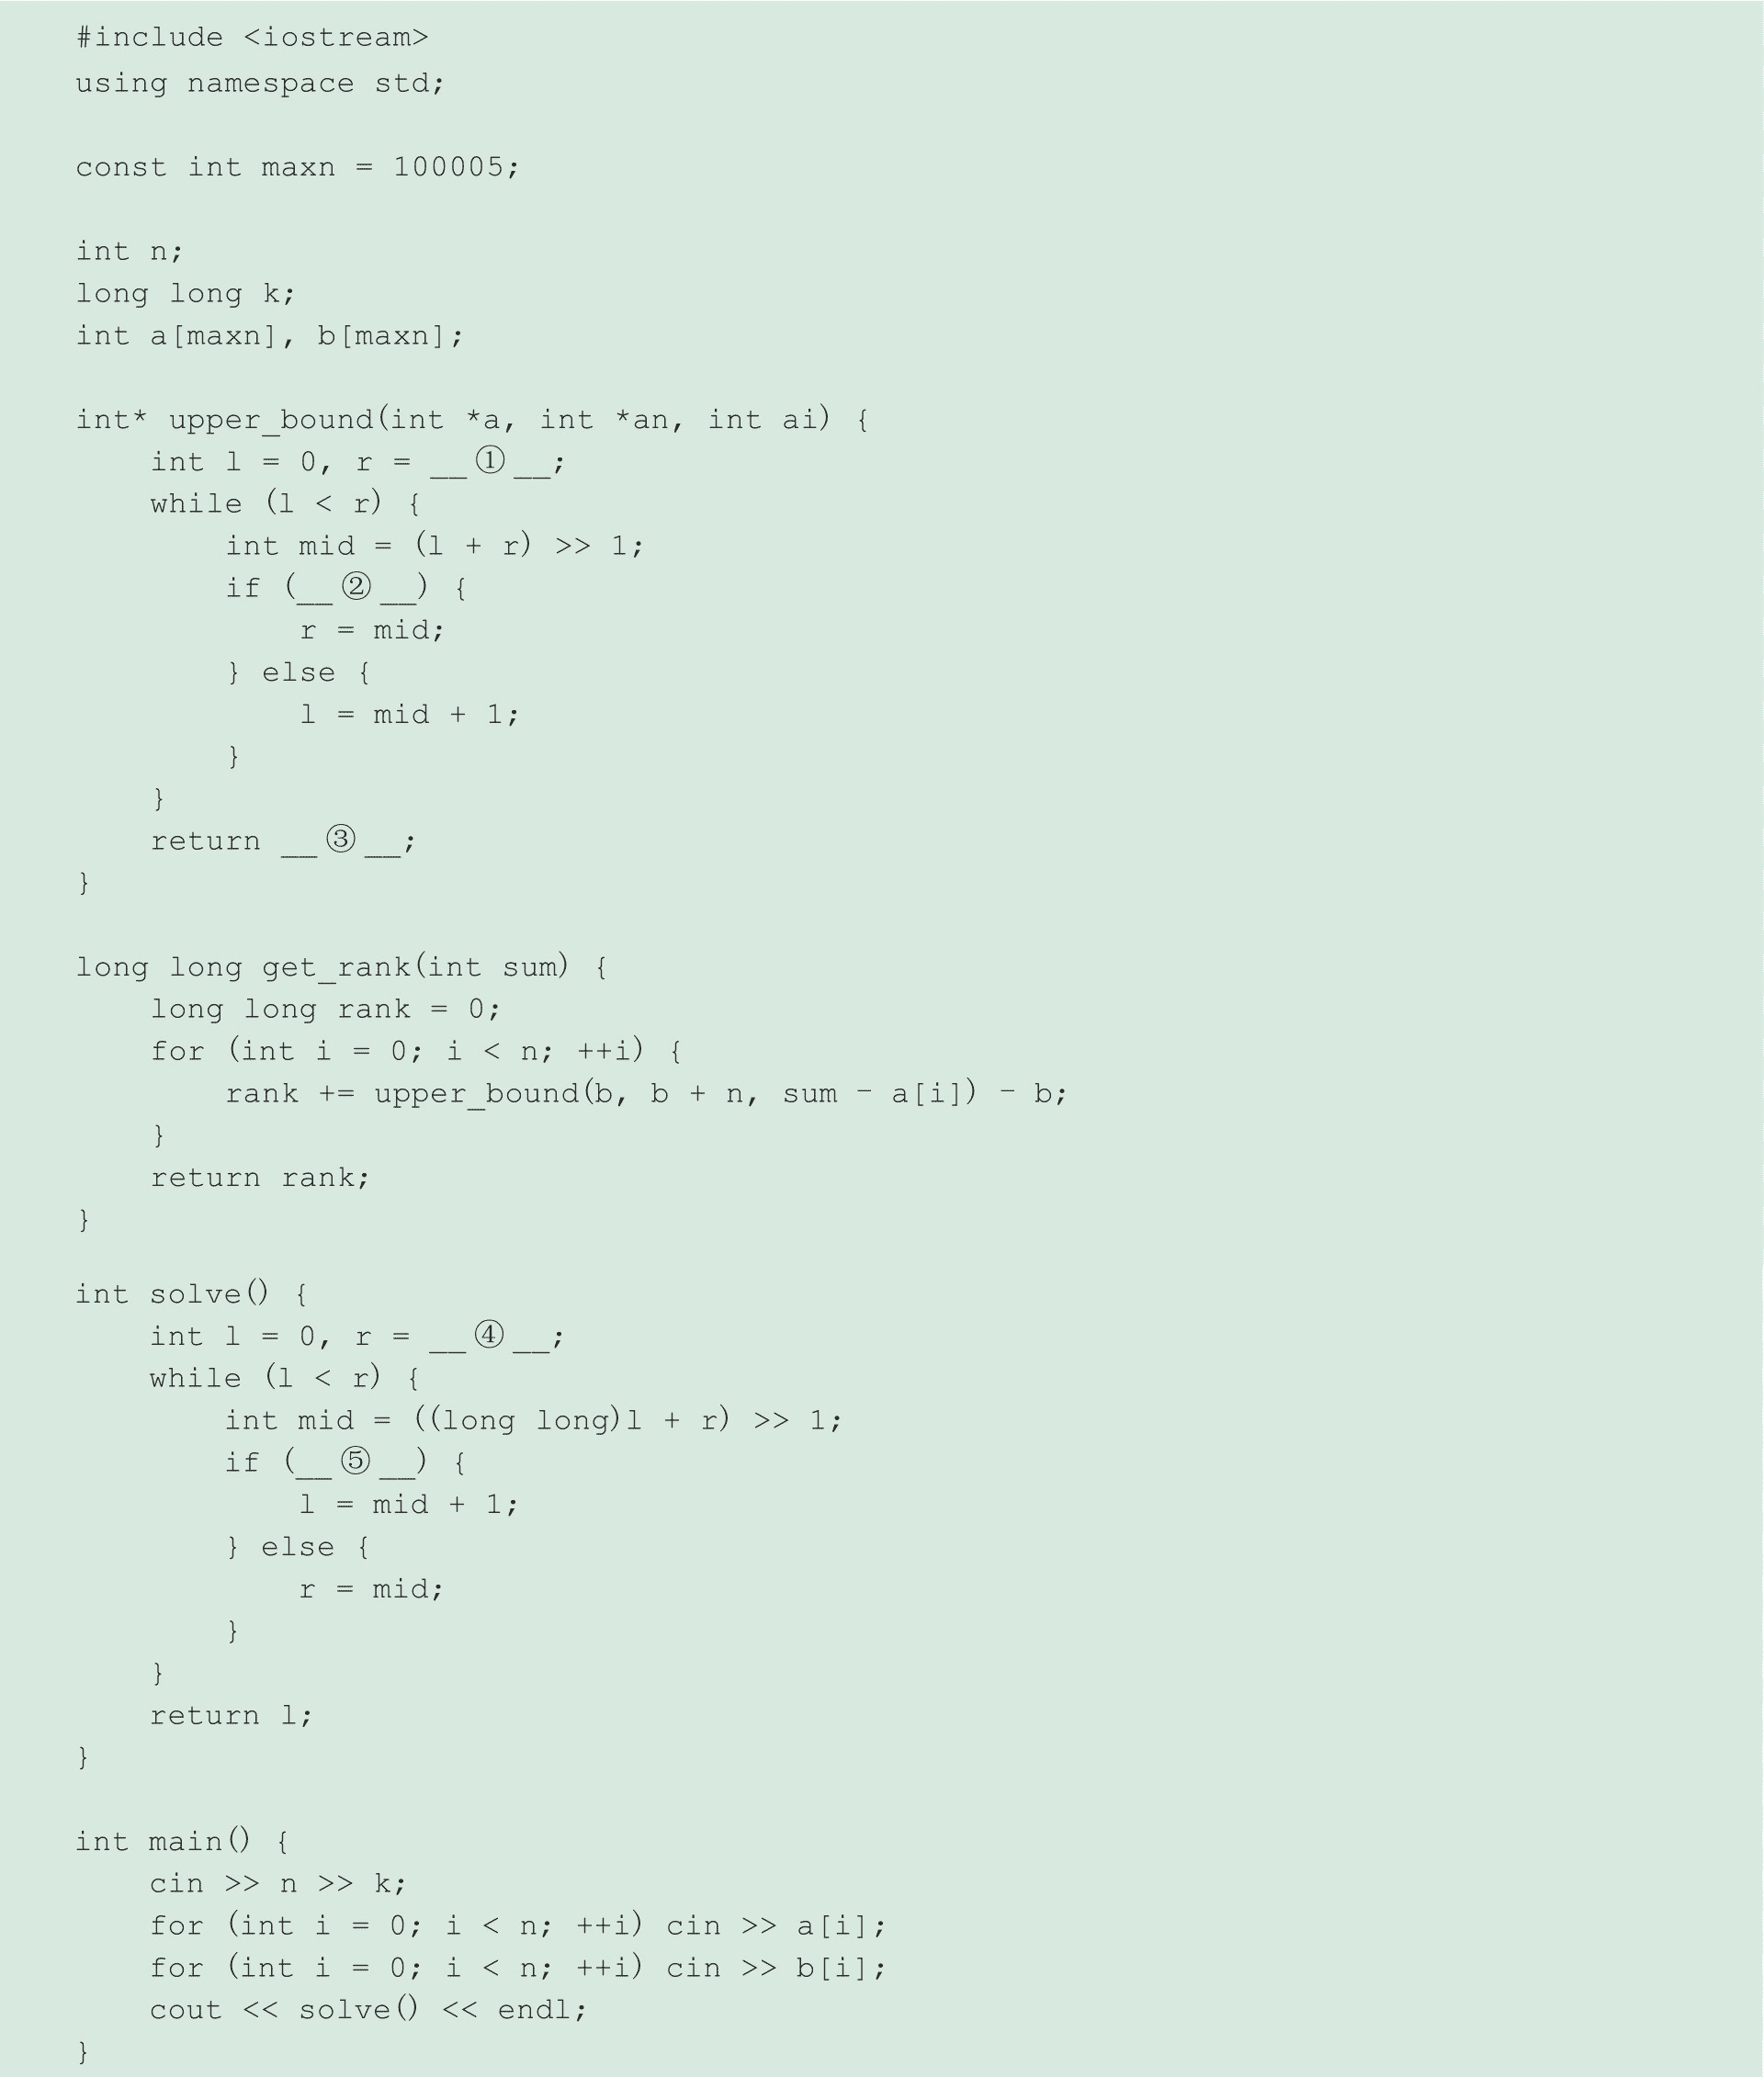 #include <iostream>
using namespace std;

const int maxn = 100005;

int n;
long long k;
int a[maxn], b[maxn];

int* upper_bound(int *a, int *an, int ai) {
    int l = 0, r = __①__;
    while (l < r) {
        int mid = (l + r) >> 1;
        if (__②__) {
            r = mid;
        } else {
            l = mid + 1;
        }
    }
    return __③__;
}

long long get_rank(int sum) {
    long long rank = 0;
    for (int i = 0; i < n; ++i) {
        rank += upper_bound(b, b + n, sum - a[i]) - b;
    }
    return rank;
}

int solve() {
    int l = 0, r = __④__;
    while (l < r) {
        int mid = ((long long)l + r) >> 1;
        if (__⑤__) {
            l = mid + 1;
        } else {
            r = mid;
        }
    }
    return l;
}

int main() {
    cin >> n >> k;
    for (int i = 0; i < n; ++i) cin >> a[i];
    for (int i = 0; i < n; ++i) cin >> b[i];
    cout << solve() << endl;
}